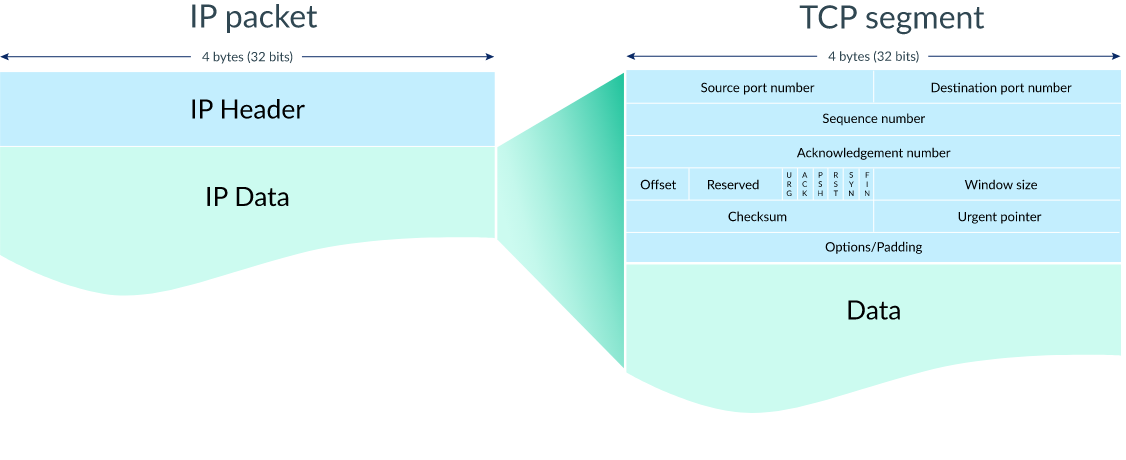 IP packet
4 bytes (32 bits)
IP Header
IP Data
TCP segment
4 bytes (32 bits)
Source port number
Destination port number
Sequence number
Acknowledgement number
Offset
Reserved
URG
ACK
PSH
RST
SYN
FIN
Window size
Checksum
Urgent pointer
Options/Padding
Data